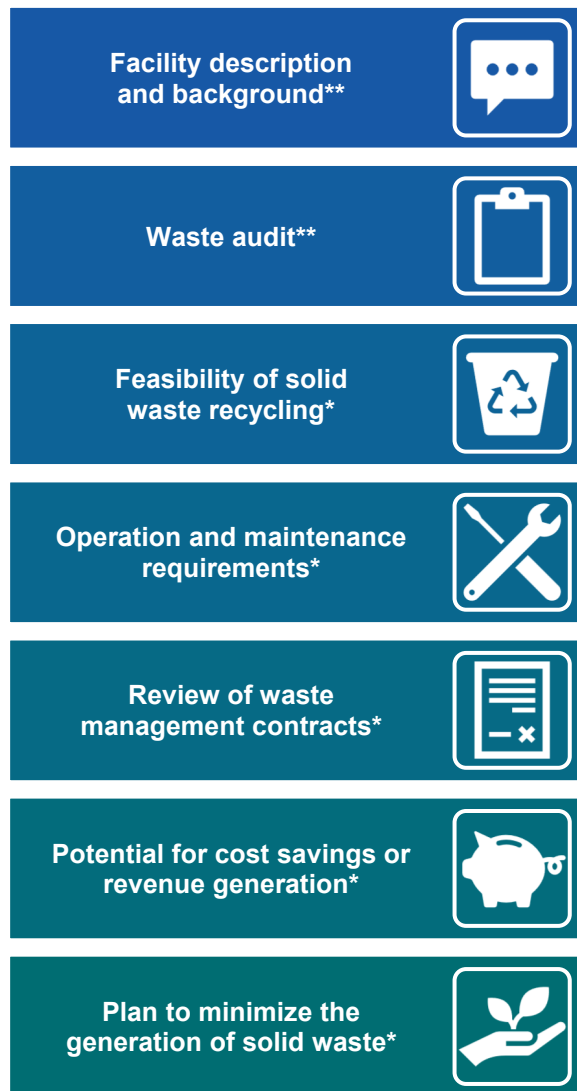 Facility description
and background**
Waste audit**
Feasibility of solid
waste recycling*
Operation and maintenance
requirements*
Review of waste
management contracts*
Potential for cost savings or
revenue generation*
Plan to minimize the
generation of solid waste*